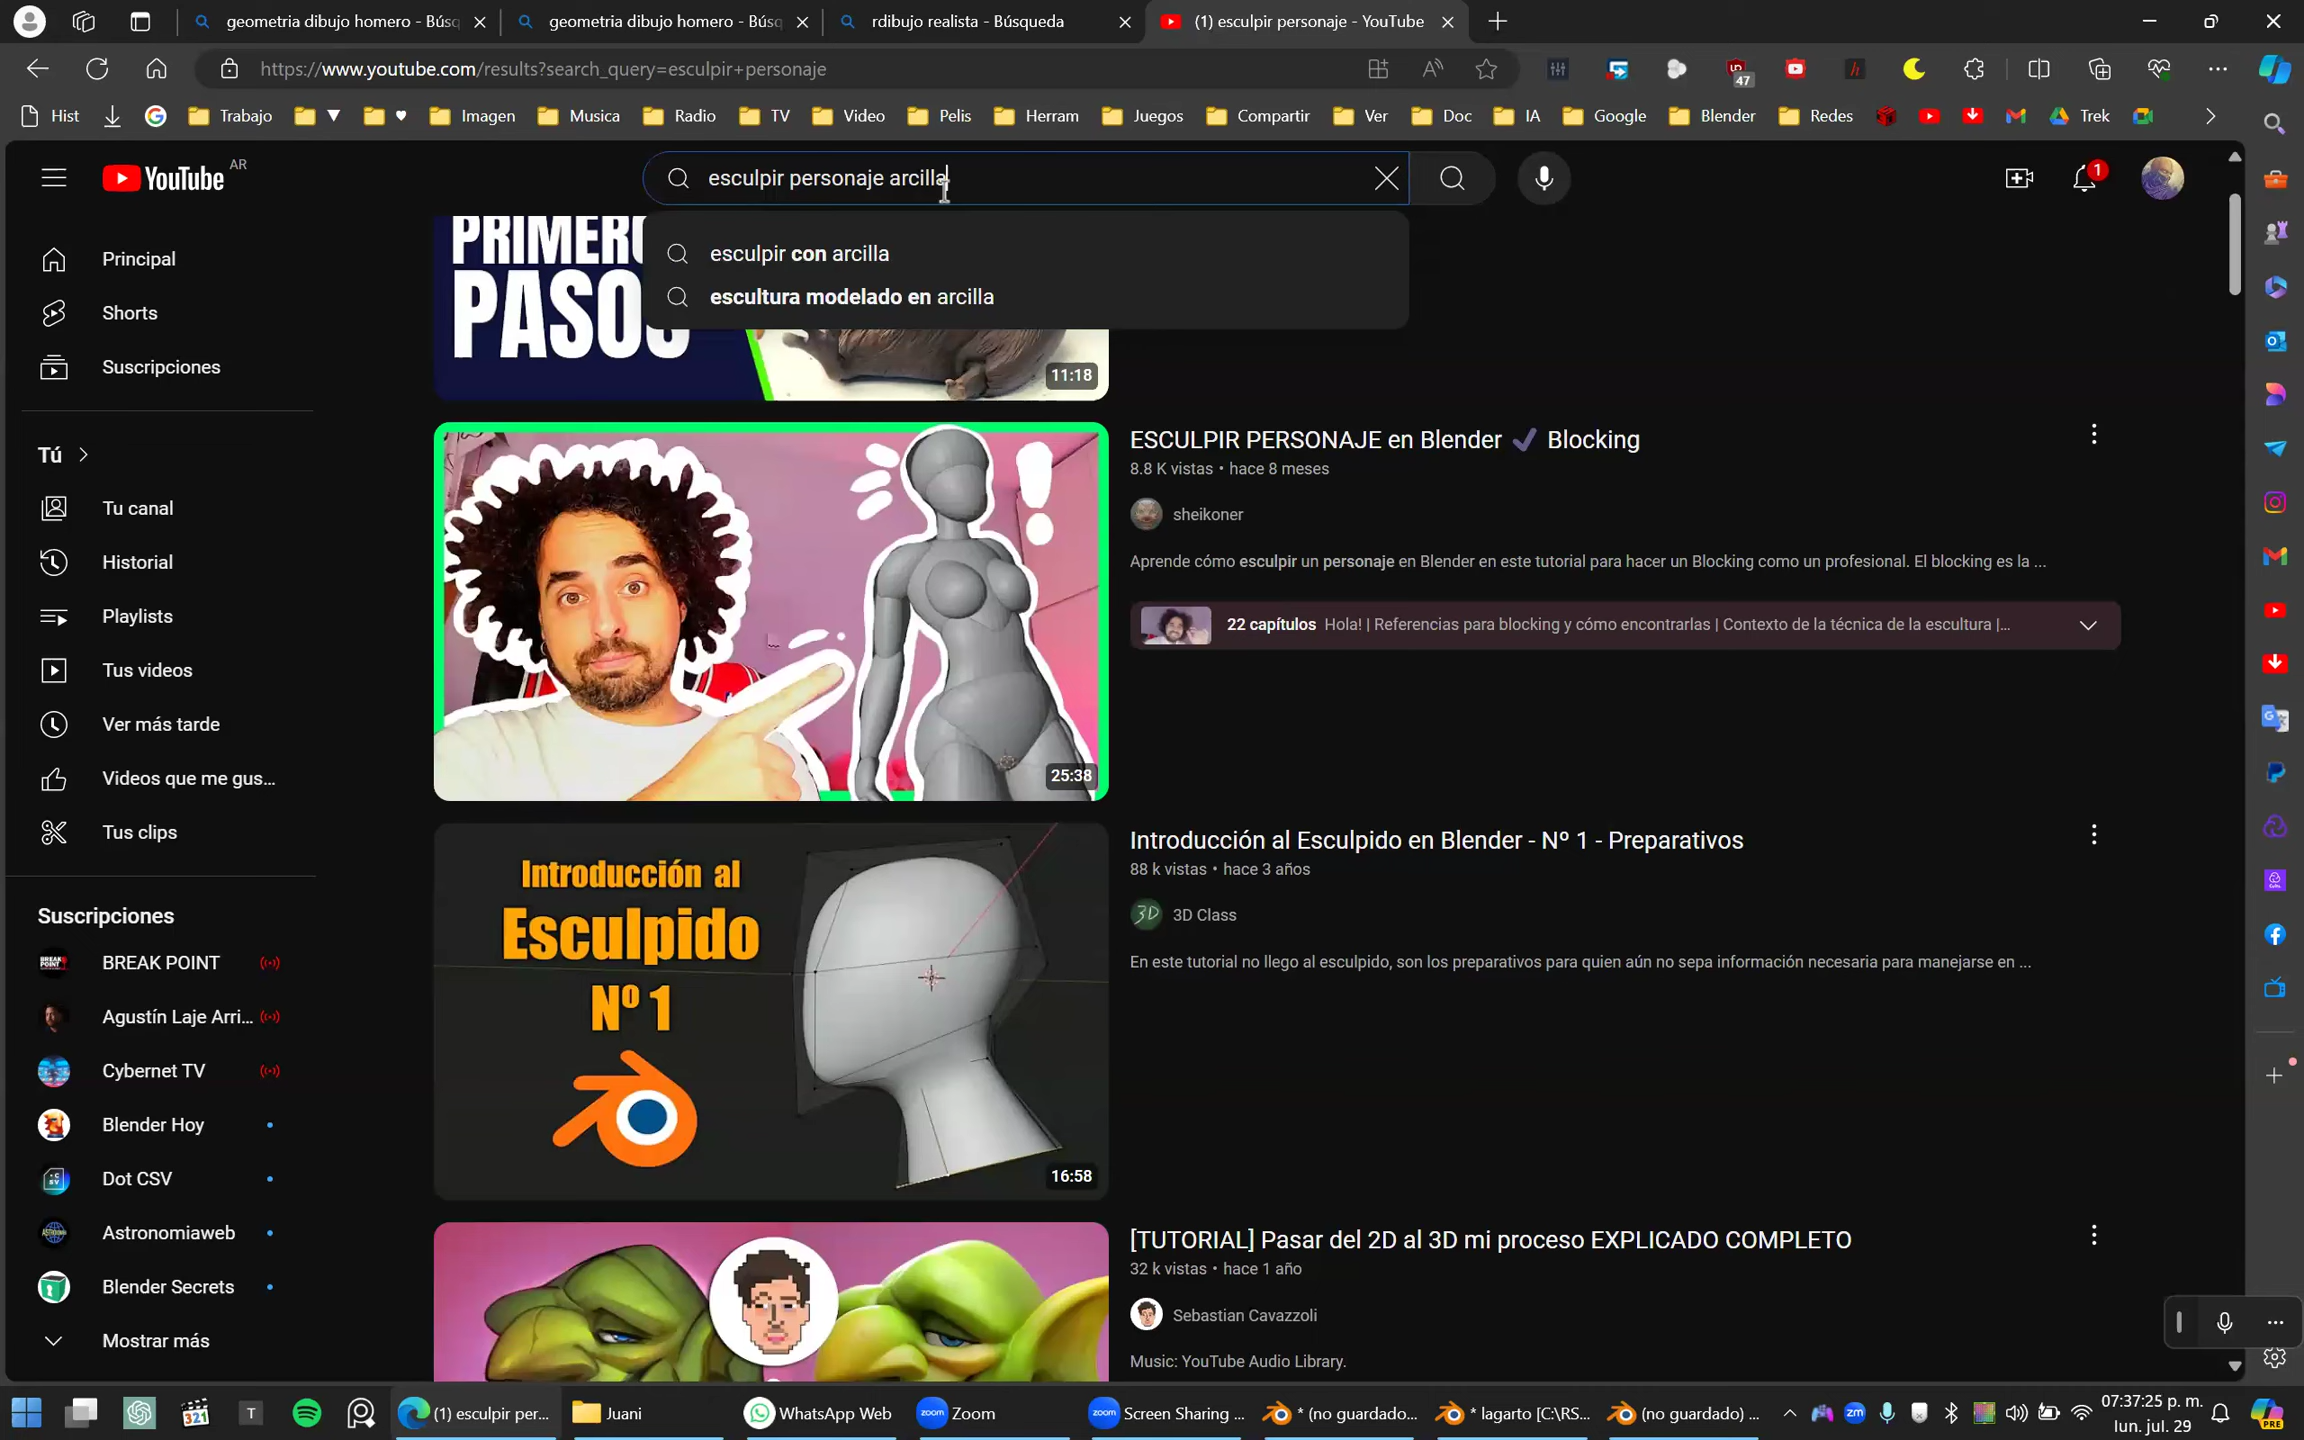 geometria dibujo homero - Búsq
geometria dibujo homero - Búsq
rdibujo realista - Búsqueda
(1) esculpir personaje - YouTube
https://www.youtube.com/results?search_query=esculpir+personaje
47
Hist
Trabajo
Imagen
Musica
Radio
TV
Video
Pelis
Herram
Juegos
Compartir
Ver
Doc
IA
Google
Blender
Redes
Trek
YouTube
AR
esculpir personaje arcilla
1
esculpir con arcilla
escultura modelado en arcilla
Principal
Shorts
Suscripciones
Tú
Tu canal
Historial
Playlists
Tus videos
Ver más tarde
Videos que me gus...
Tus clips
Suscripciones
BREAK POINT
Agustín Laje Arri...
Cybernet TV
Blender Hoy
Dot CSV
Astronomiaweb
Blender Secrets
Mostrar más
PASOS
11:18
ESCULPIR PERSONAJE en Blender ✔ Blocking
8.8 K vistas • hace 8 meses
sheikoner
Aprende cómo esculpir un personaje en Blender en este tutorial para hacer un Blocking como un profesional. El blocking es la ...
22 capítulos Hola! | Referencias para blocking y cómo encontrarlas | Contexto de la técnica de la escultura |...
25:38
Introducción al
Esculpido
Nº 1
16:58
Introducción al Esculpido en Blender - Nº 1 - Preparativos
88 k vistas • hace 3 años
3D Class
En este tutorial no llego al esculpido, son los preparativos para quien aún no sepa información necesaria para manejarse en ...
[TUTORIAL] Pasar del 2D al 3D mi proceso EXPLICADO COMPLETO
32 k vistas • hace 1 año
Sebastian Cavazzoli
Music: YouTube Audio Library.
(1) esculpir per...
Juani
WhatsApp Web
Zoom
Screen Sharing ...
* (no guardado...
* lagarto [C:\RS...
(no guardado) ...
07:37:25 p. m.
lun. jul. 29